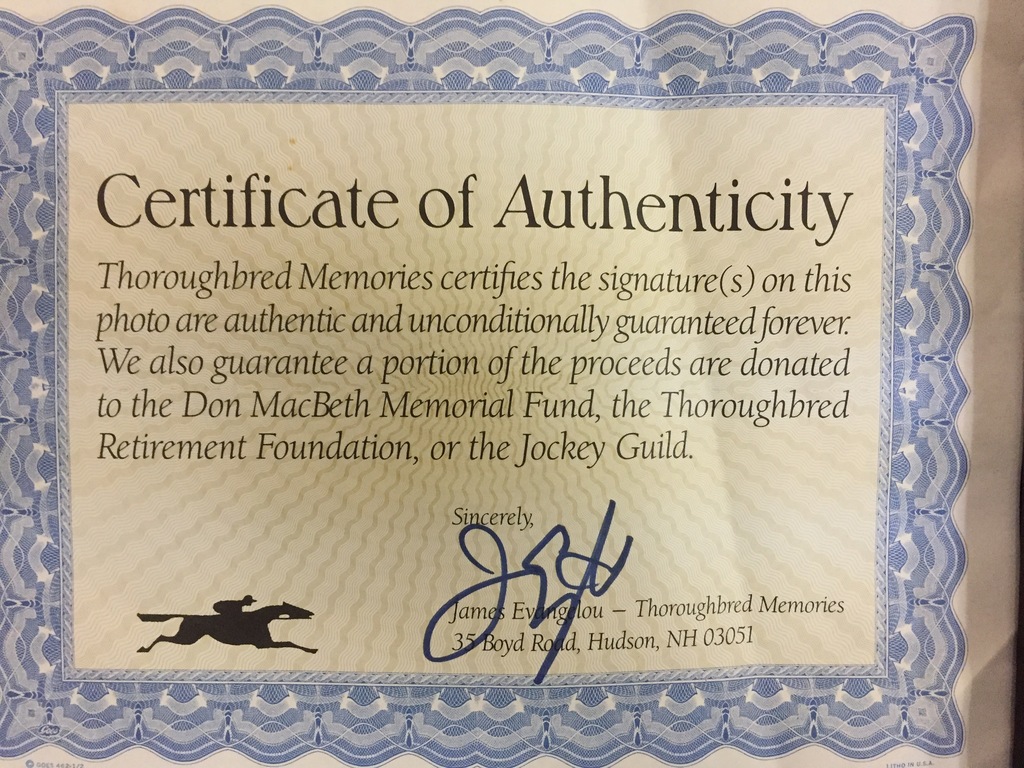 Certificate of Authenticity
Thoroughbred Memories certifies the signature(s) on this
photo are authentic and unconditionally guaranteed forever.
We also guarantee a portion of the proceeds are donated
to the Don MacBeth Memorial Fund, the Thoroughbred
Retirement Foundation, or the Jockey Guild.
Sincerely,
James Evangelou – Thoroughbred Memories
35 Boyd Road, Hudson, NH 03051
LITHO IN U.S.A.